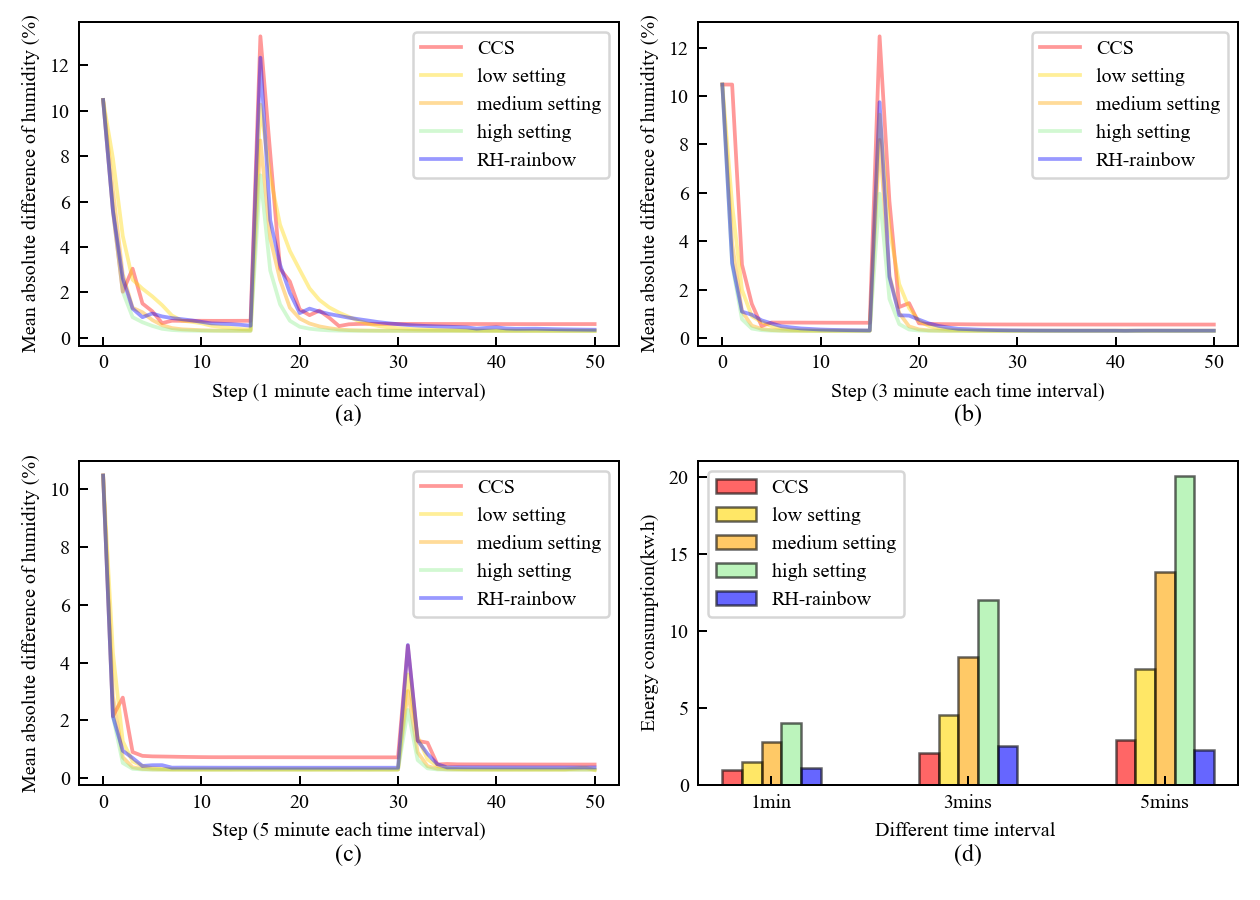 Mean absolute difference of humidity (%)
12
10
8
6
4
2
0
CCS
low setting
medium setting
high setting
RH-rainbow
0 10 20 30 40 50
Step (1 minute each time interval)
(a)
Mean absolute difference of humidity (%)
12
10
8
6
4
2
0
CCS
low setting
medium setting
high setting
RH-rainbow
0 10 20 30 40 50
Step (3 minute each time interval)
(b)
Mean absolute difference of humidity (%)
10
8
6
4
2
0
CCS
low setting
medium setting
high setting
RH-rainbow
0 10 20 30 40 50
Step (5 minute each time interval)
(c)
Energy consumption(kw.h)
20
15
10
5
0
CCS
low setting
medium setting
high setting
RH-rainbow
1min 3mins 5mins
Different time interval
(d)